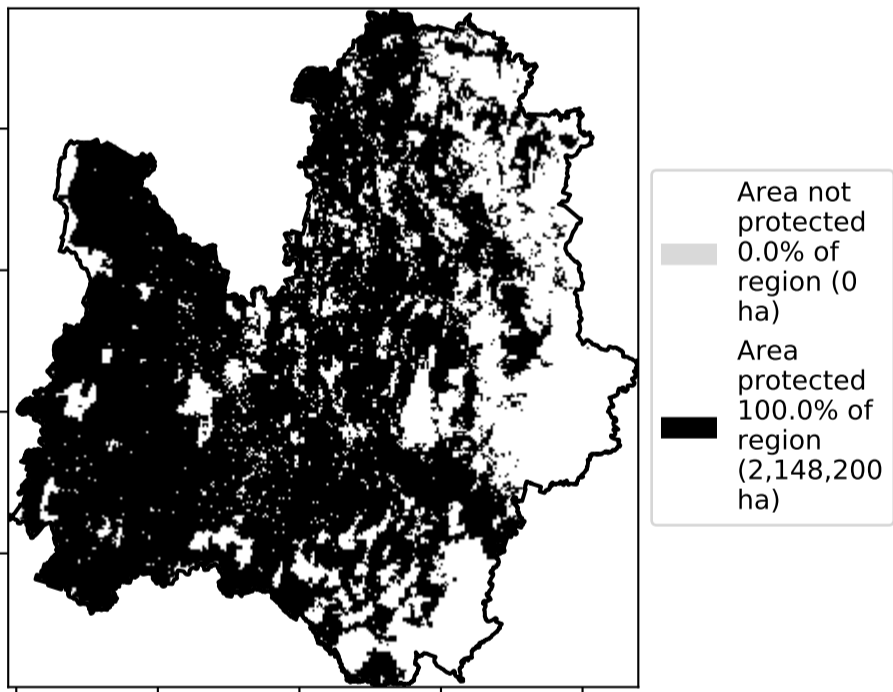 Area not
protected
0.0% of
region (0
ha)
Area
protected
100.0% of
region
(2,148,200
ha)